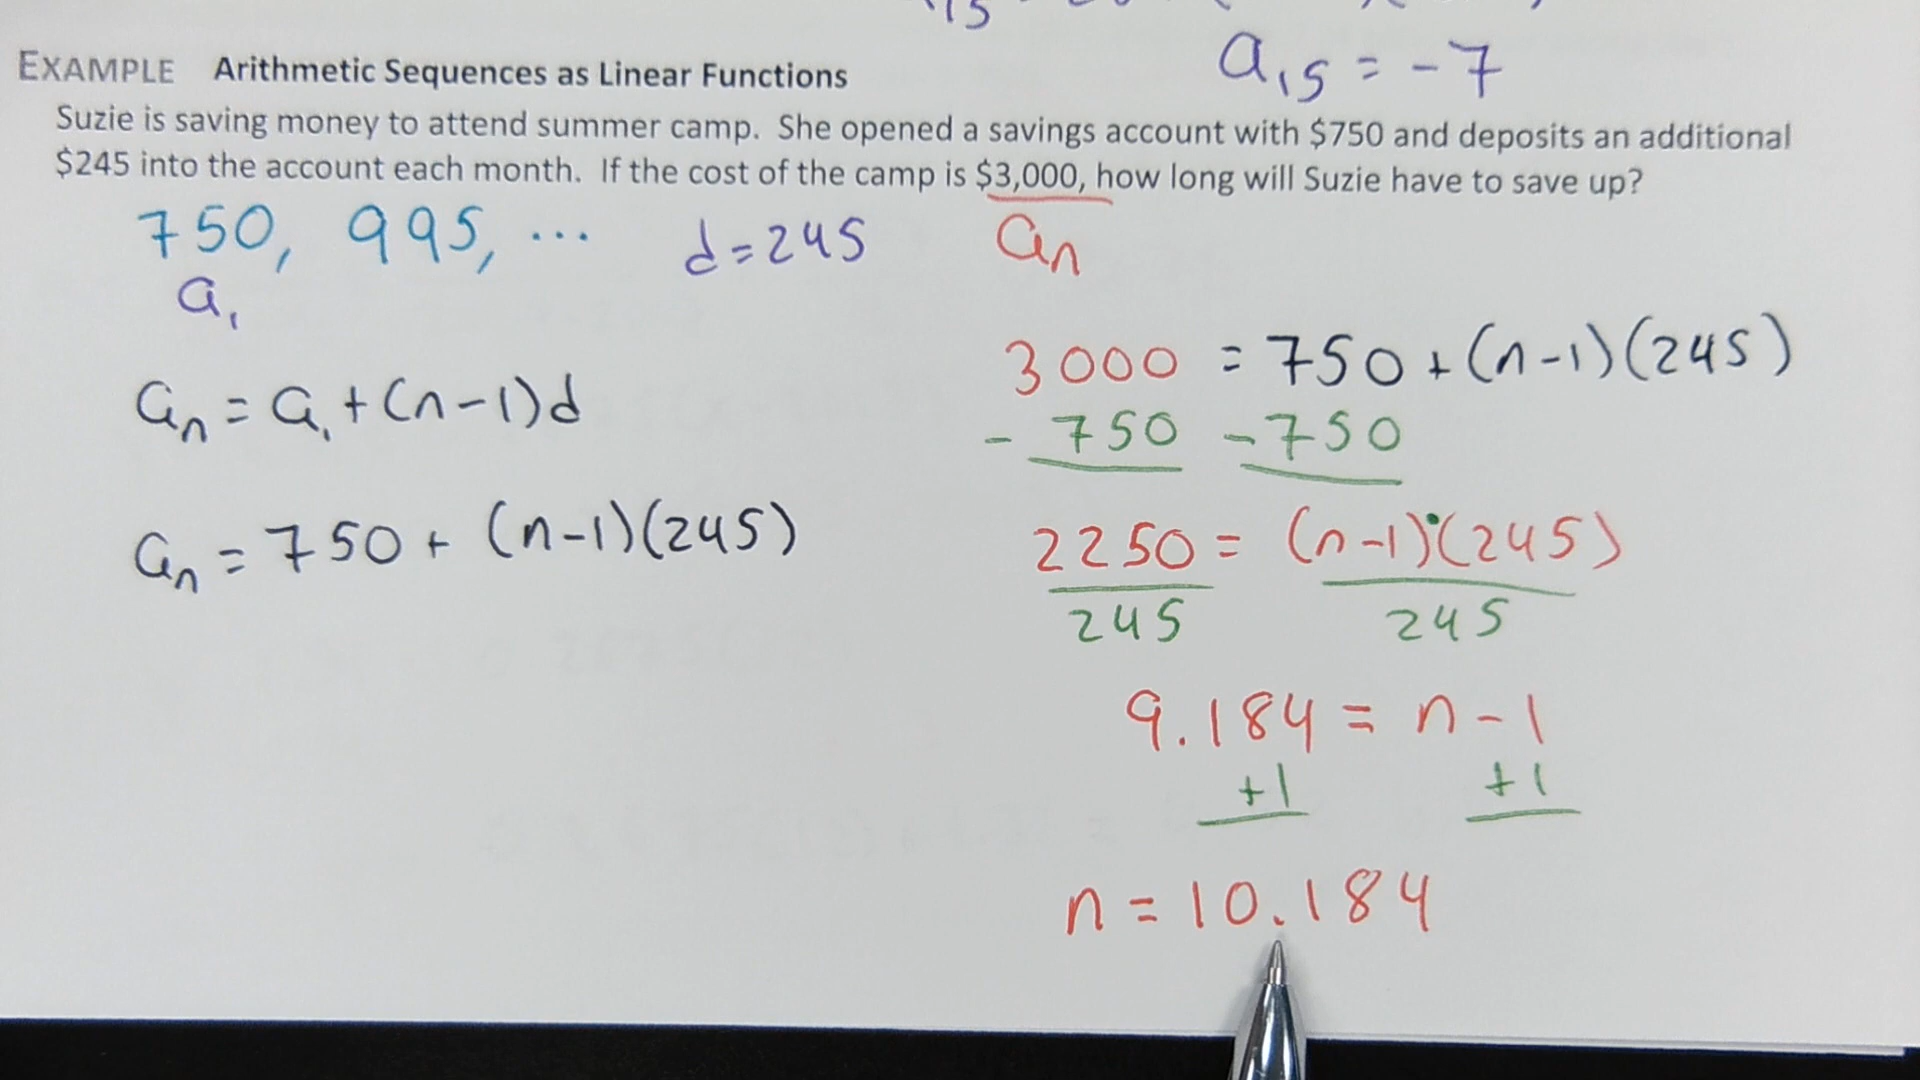 a₁₅ = -7
EXAMPLE Arithmetic Sequences as Linear Functions
Suzie is saving money to attend summer camp. She opened a savings account with $750 and deposits an additional
$245 into the account each month. If the cost of the camp is $3,000, how long will Suzie have to save up?
750, 995, ... d=245 aₙ
a₁
3000 = 750 + (n-1)(245)
aₙ = a₁ + (n-1)d
- 750 -750
aₙ = 750 + (n-1)(245)
2250 = (n-1)·(245)
245 245
9.184 = n - 1
+1 +1
n = 10.184